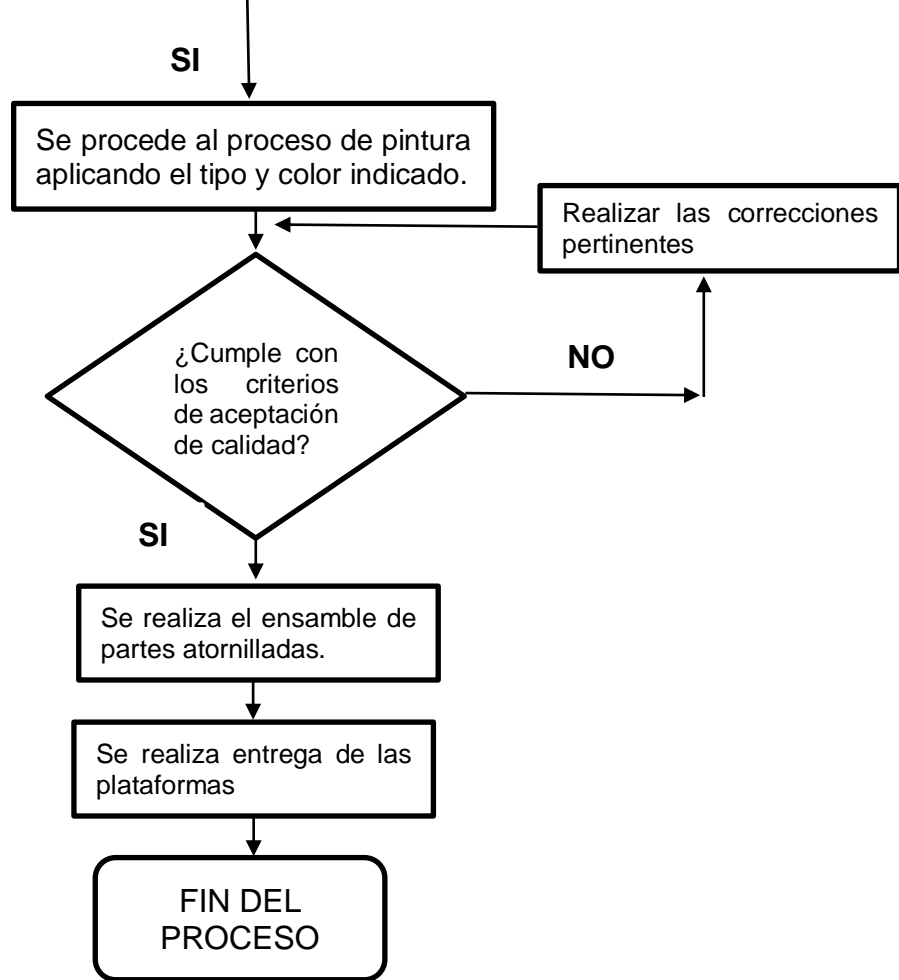 SI
Se procede al proceso de pintura
aplicando el tipo y color indicado.
Realizar las correcciones
pertinentes
¿Cumple con
los criterios
de aceptación
de calidad?
NO
SI
Se realiza el ensamble de
partes atornilladas.
Se realiza entrega de las
plataformas
FIN DEL
PROCESO